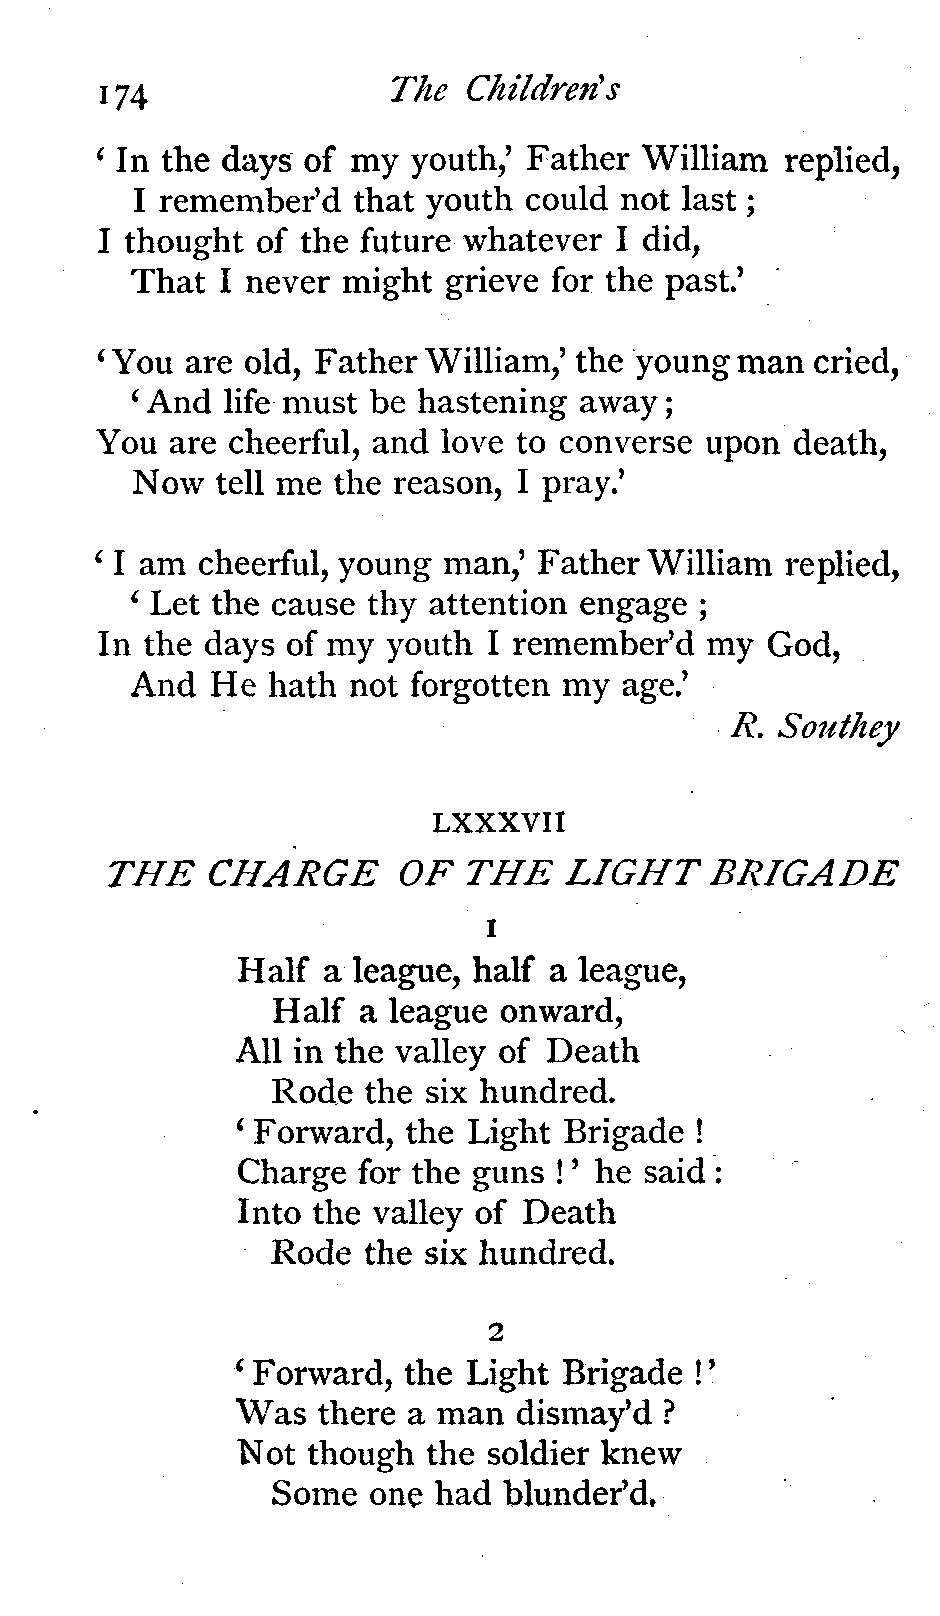 174 The Children's
‘ In the days of my youth,’ Father William replied,
I remember’d that youth could not last ;
I thought of the future whatever I did,
That I never might grieve for the past.’
‘ You are old, Father William,’ the young man cried,
‘ And life must be hastening away ;
You are cheerful, and love to converse upon death,
Now tell me the reason, I pray.’
‘ I am cheerful, young man,’ Father William replied,
‘ Let the cause thy attention engage ;
In the days of my youth I remember’d my God,
And He hath not forgotten my age.’
R. Southey
LXXXVII
THE CHARGE OF THE LIGHT BRIGADE
1
Half a league, half a league,
Half a league onward,
All in the valley of Death
Rode the six hundred.
‘ Forward, the Light Brigade !
Charge for the guns ! ’ he said :
Into the valley of Death
Rode the six hundred.
2
‘ Forward, the Light Brigade ! ’
Was there a man dismay’d ?
Not though the soldier knew
Some one had blunder’d,